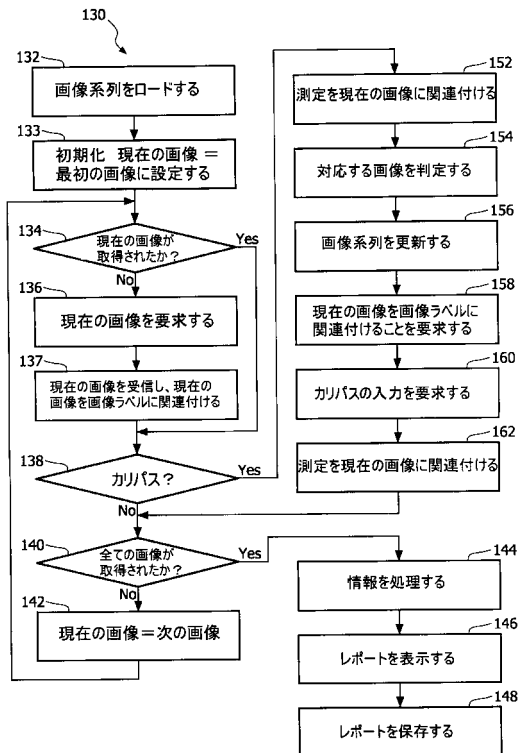 130
132
画像系列をロードする
133
初期化 現在の画像 =
最初の画像に設定する
134
現在の画像が
取得されたか?
Yes
No
136
現在の画像を要求する
137
現在の画像を受信し、現在の
画像を画像ラベルに関連付ける
138
カリパス?
Yes
No
140
全ての画像が
取得されたか?
Yes
No
142
現在の画像=次の画像
152
測定を現在の画像に関連付ける
154
対応する画像を判定する
156
画像系列を更新する
158
現在の画像を画像ラベルに
関連付けることを要求する
160
カリパスの入力を要求する
162
測定を現在の画像に関連付ける
144
情報を処理する
146
レポートを表示する
148
レポートを保存する